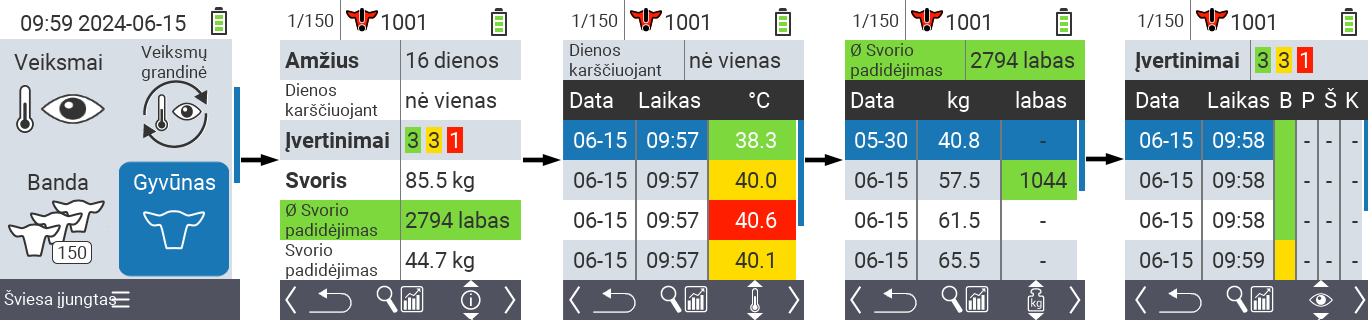 09:59 2024-06-15
Veiksmai
Veiksmų
grandinė
Banda
150
Gyvūnas
Šviesa įjungtas
1/150 1001
Amžius 16 dienos
Dienos
karščiuojant nė vienas
Įvertinimai 3 3 1
Svoris 85.5 kg
Ø Svorio
padidėjimas 2794 labas
Svorio
padidėjimas 44.7 kg
1/150 1001
Dienos
karščiuojant nė vienas
Data Laikas °C
06-15 09:57 38.3
06-15 09:57 40.0
06-15 09:57 40.6
06-15 09:57 40.1
1/150 1001
Ø Svorio
padidėjimas 2794 labas
Data kg labas
05-30 40.8 -
06-15 57.5 1044
06-15 61.5 -
06-15 65.5 -
kg
1/150 1001
Įvertinimai 3 3 1
Data Laikas B P Š K
06-15 09:58 - - -
06-15 09:58 - - -
06-15 09:58 - - -
06-15 09:59 - - -